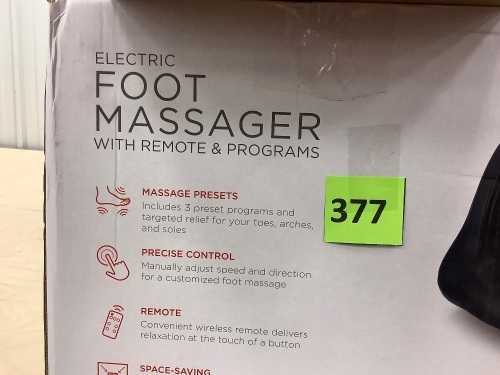 ELECTRIC
FOOT
MASSAGER
WITH REMOTE & PROGRAMS
MASSAGE PRESETS
Includes 3 preset programs and
targeted relief for your toes, arches,
and soles
377
PRECISE CONTROL
Manually adjust speed and direction
for a customized foot massage
REMOTE
Convenient wireless remote delivers
relaxation at the touch of a button
SPACE-SAVING